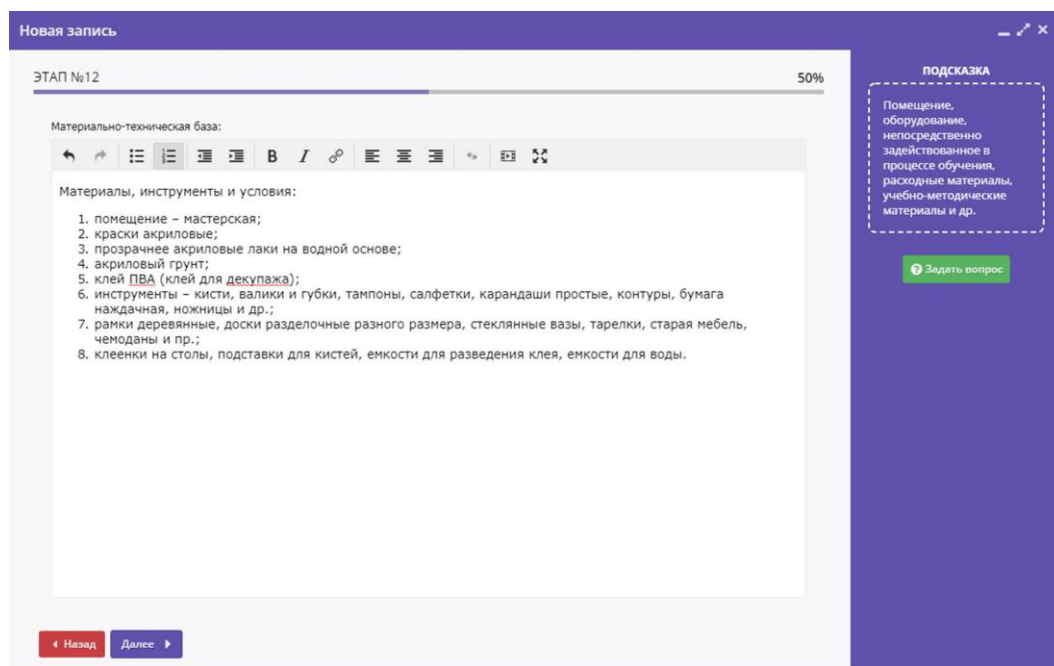 Новая запись
ЭТАП №12
50%
Материально-техническая база:
Материалы, инструменты и условия:
1. помещение – мастерская;
2. краски акриловые;
3. прозрачнее акриловые лаки на водной основе;
4. акриловый грунт;
5. клей ПВА (клей для декупажа);
6. инструменты – кисти, валики и губки, тампоны, салфетки, карандаши простые, контуры, бумага
наждачная, ножницы и др.;
7. рамки деревянные, доски разделочные разного размера, стеклянные вазы, тарелки, старая мебель,
чемоданы и пр.;
8. клеенки на столы, подставки для кистей, емкости для разведения клея, емкости для воды.
Назад
Далее
ПОДСКАЗКА
Помещение,
оборудование,
непосредственно
задействованное в
процессе обучения,
расходные материалы,
учебно-методические
материалы и др.
Задать вопрос